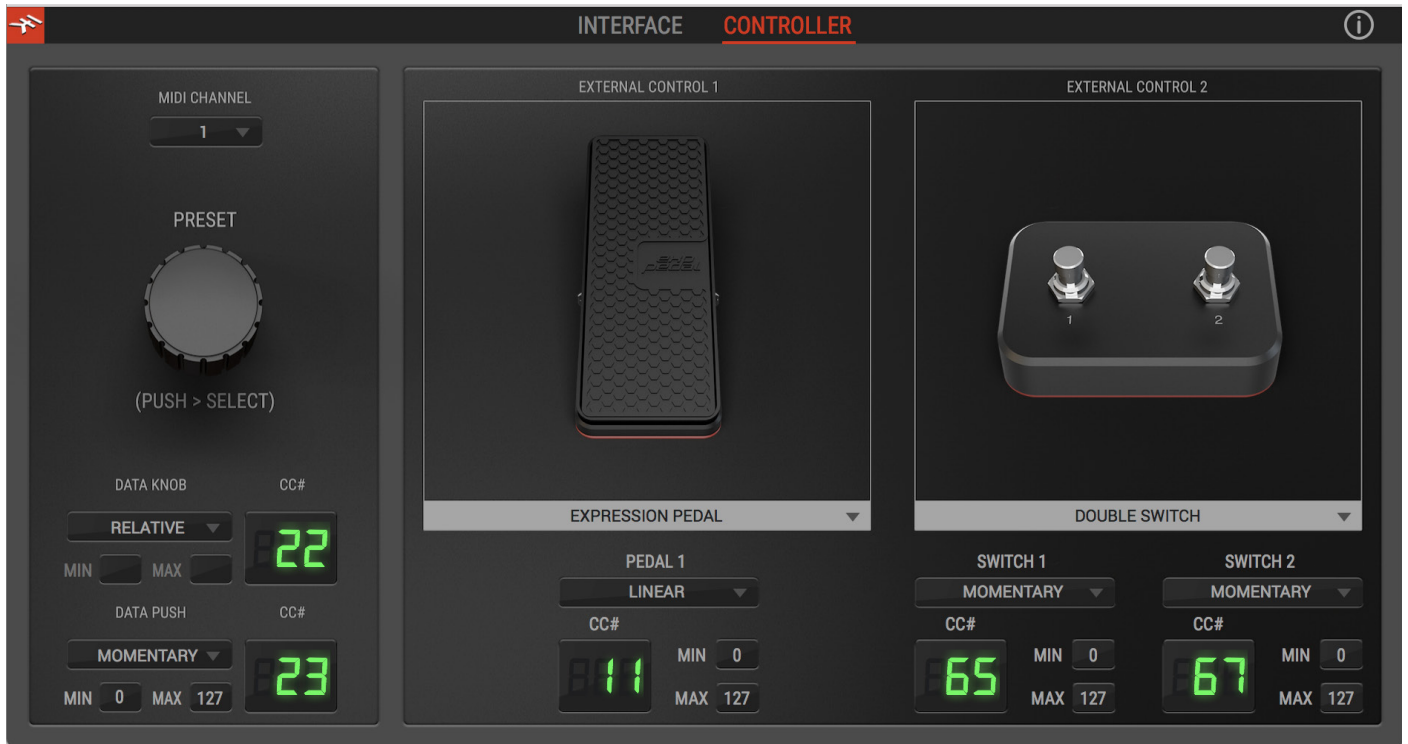 INTERFACE CONTROLLER
MIDI CHANNEL
1
PRESET
(PUSH > SELECT)
DATA KNOB CC#
RELATIVE 22
MIN MAX
DATA PUSH CC#
MOMENTARY 23
MIN 0 MAX 127
EXTERNAL CONTROL 1
EXPRESSION PEDAL
PEDAL 1
LINEAR
CC#
11 MIN 0
MAX 127
EXTERNAL CONTROL 2
1 2
DOUBLE SWITCH
SWITCH 1
MOMENTARY
CC#
65 MIN 0
MAX 127
SWITCH 2
MOMENTARY
CC#
67 MIN 0
MAX 127